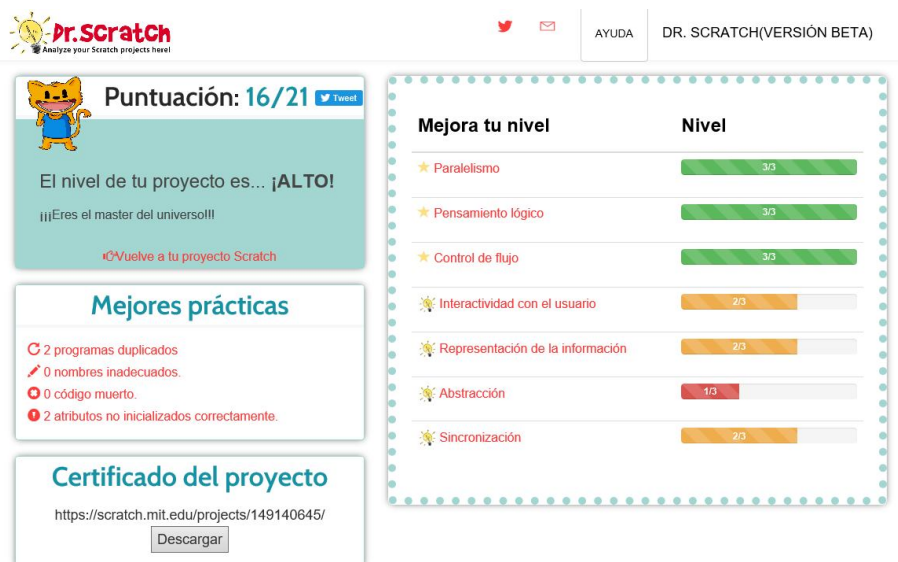 Dr.Scratch
Analyze your Scratch projects here!
AYUDA
DR. SCRATCH(VERSIÓN BETA)
Puntuación: 16/21
Tweet
El nivel de tu proyecto es... ¡ALTO!
¡¡¡Eres el master del universo!!!
Vuelve a tu proyecto Scratch
Mejores prácticas
2 programas duplicados
0 nombres inadecuados.
0 código muerto.
2 atributos no inicializados correctamente.
Certificado del proyecto
https://scratch.mit.edu/projects/149140645/
Descargar
Mejora tu nivel Nivel
Paralelismo 3/3
Pensamiento lógico 3/3
Control de flujo 3/3
Interactividad con el usuario 2/3
Representación de la información 2/3
Abstracción 1/3
Sincronización 2/3